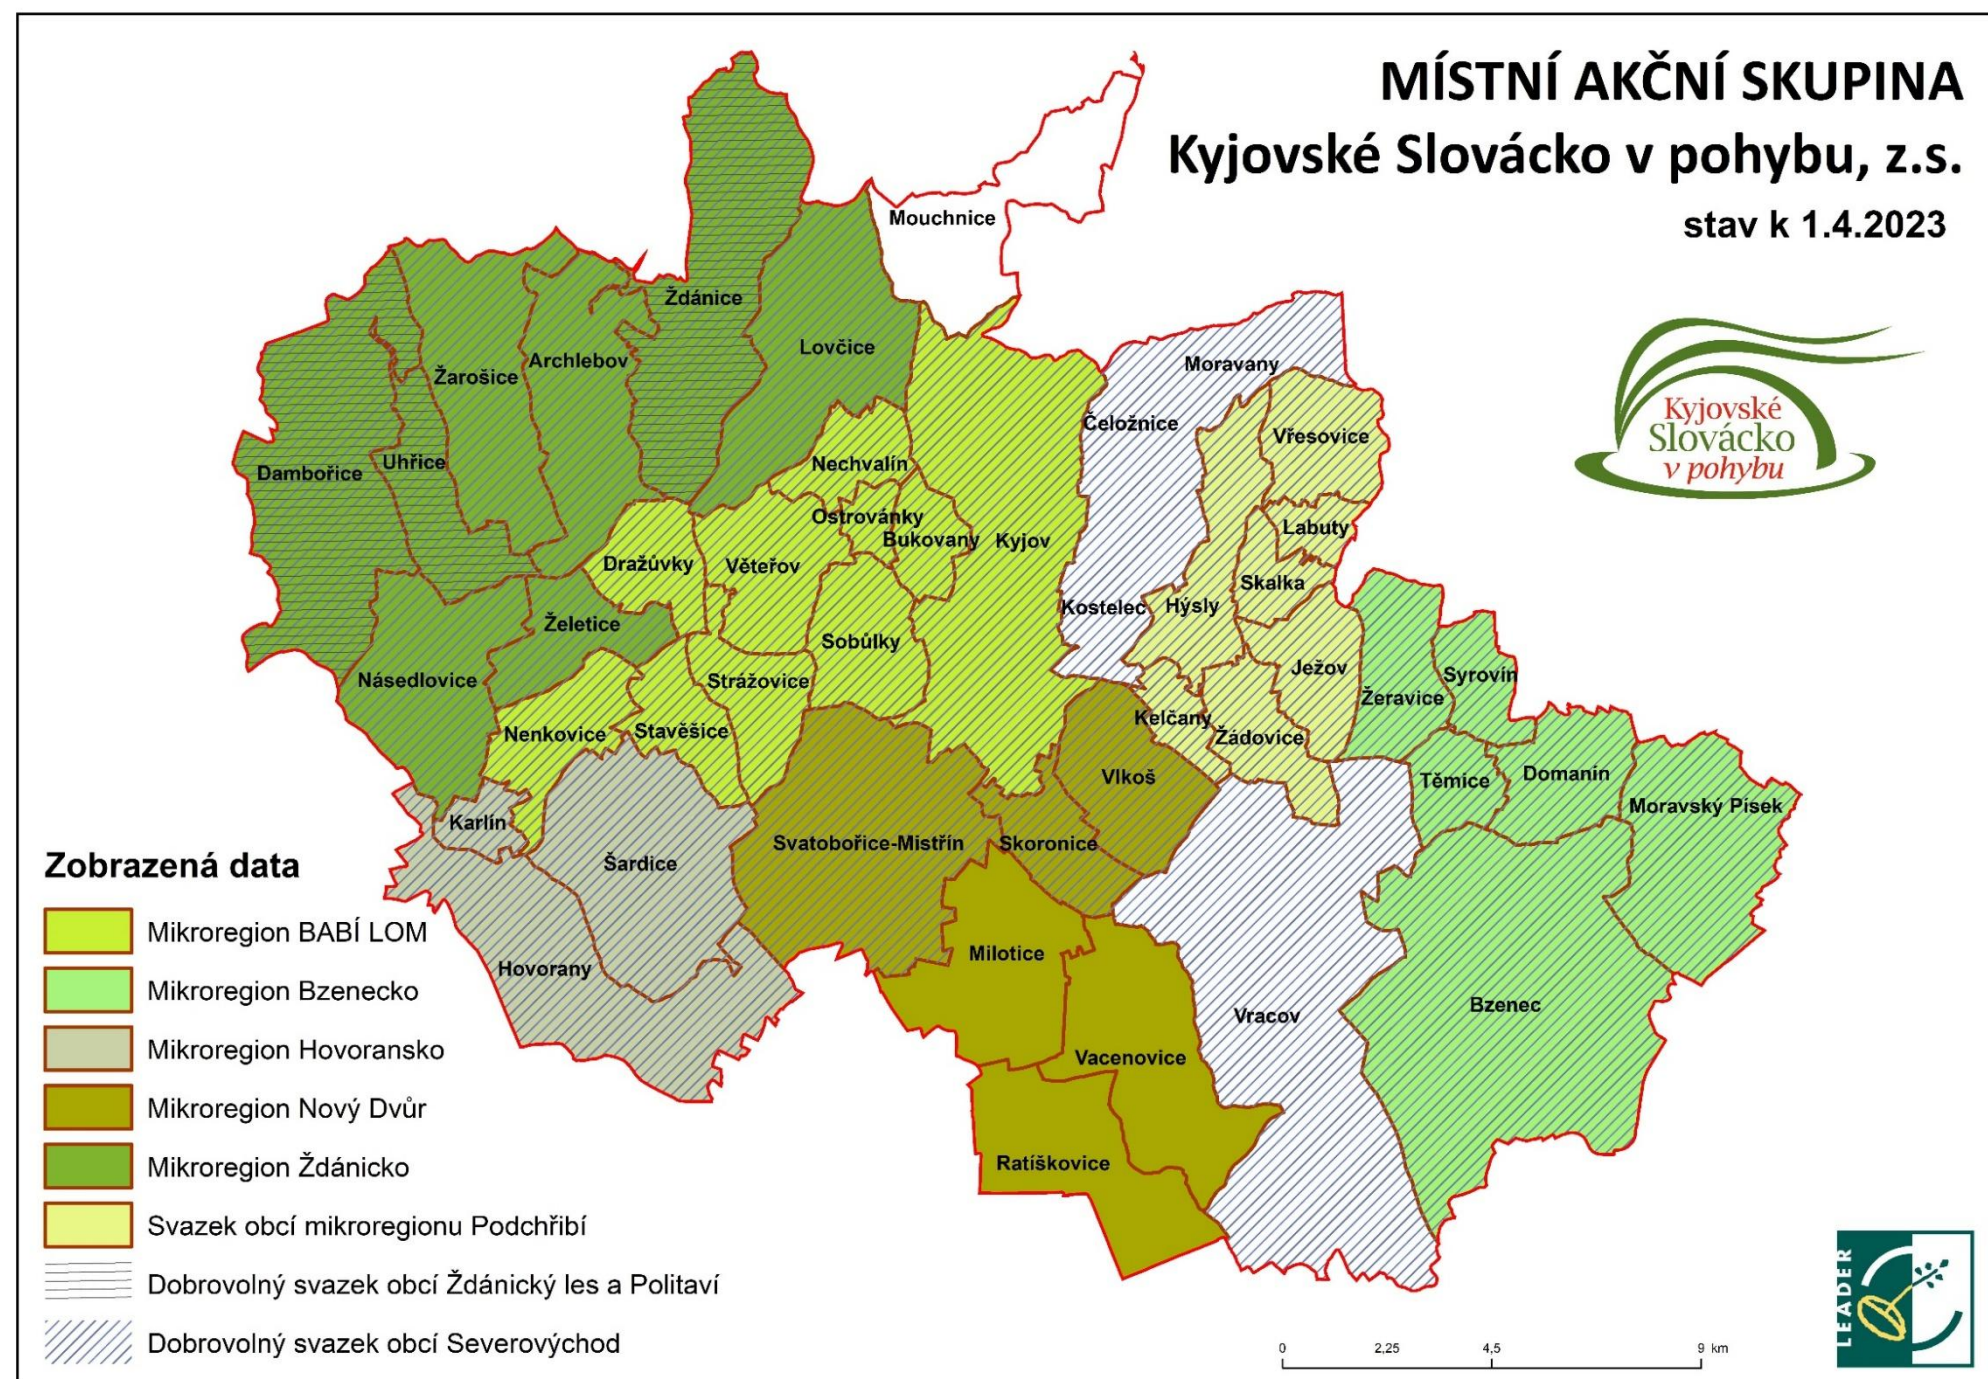 MÍSTNÍ AKČNÍ SKUPINA
Kyjovské Slovácko v pohybu, z.s.
stav k 1.4.2023
Mouchnice
Ždánice
Lovčice
Archlebov
Žarošice
Moravany
Čeložnice
Vřesovice
Kyjovské
Slovácko
v pohybu
Dambořice
Uhřice
Nechvalín
Ostrovánky
Bukovany
Kyjov
Labuty
Dražůvky
Věteřov
Skalka
Kostelec
Hýsly
Želetice
Sobůlky
Násedlovice
Strážovice
Ježov
Syrovín
Žeravice
Nenkovice
Stavěšice
Kelčany
Žádovice
Vlkoš
Těmice
Domanín
Moravský Písek
Karlín
Šardice
Svatobořice-Mistřín
Skoronice
Hovorany
Milotice
Bzenec
Vracov
Vacenovice
Ratíškovice
Zobrazená data
Mikroregion BABÍ LOM
Mikroregion Bzenecko
Mikroregion Hovoransko
Mikroregion Nový Dvůr
Mikroregion Ždánicko
Svazek obcí mikroregionu Podchřibí
Dobrovolný svazek obcí Ždánický les a Politaví
Dobrovolný svazek obcí Severovýchod
0 2,25 4,5 9 km
LEADER